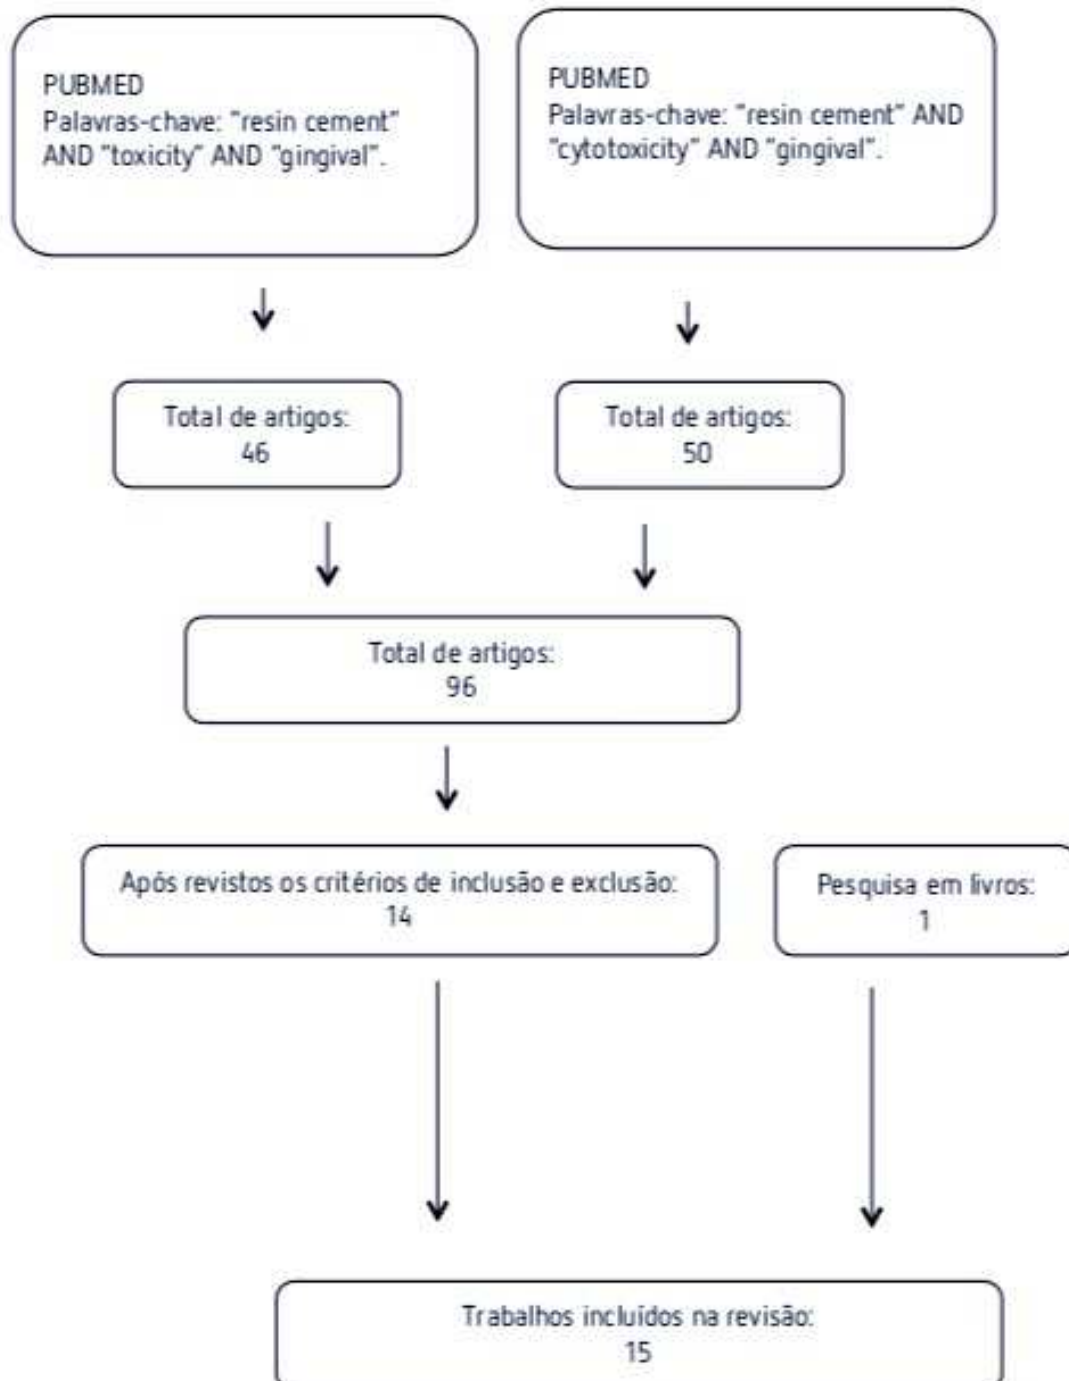 PUBMED
Palavras-chave: "resin cement"
AND "toxicity" AND "gingival".
PUBMED
Palavras-chave: "resin cement" AND
"cytotoxicity" AND "gingival".
Total de artigos:
46
Total de artigos:
50
Total de artigos:
96
Após revistos os critérios de inclusão e exclusão:
14
Pesquisa em livros:
1
Trabalhos incluídos na revisão:
15